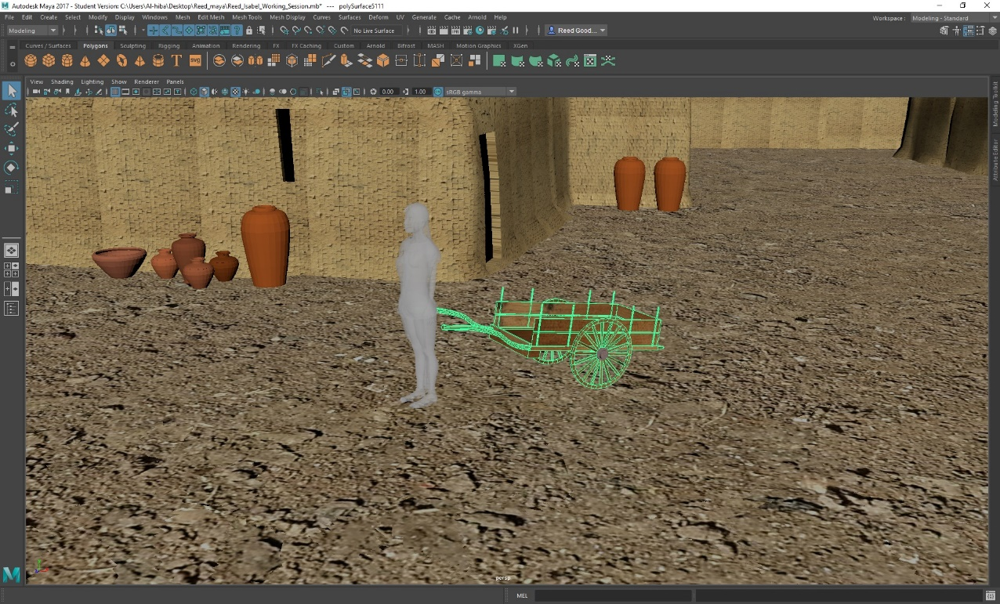 Autodesk Maya 2017 - Student Version: C:\Users\Al-hiba\Desktop\Reed_maya\Reed_Isabel_Working_Session.mb* --- polySurface5111
File Edit Create Select Modify Display Windows Mesh Edit Mesh Mesh Tools Mesh Display Curves Surfaces Deform UV Generate Cache Arnold Help Workspace : Modeling - Standard
Modeling No Live Surface Reed Good...
Curves / Surfaces Polygons Sculpting Rigging Animation Rendering FX FX Caching Custom Arnold Bifrost MASH Motion Graphics XGen
T SVG
View Shading Lighting Show Renderer Panels
0.00 1.00 sRGB gamma
Modeling Toolkit
Attribute Editor
persp
M MEL